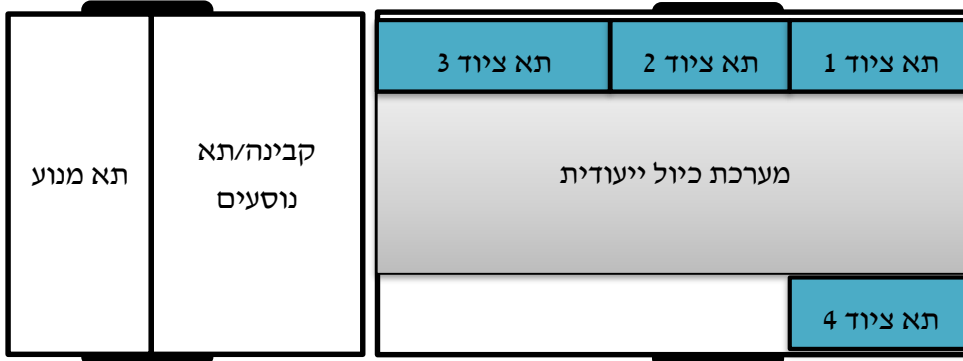 תא ציוד 1
תא ציוד 2
תא ציוד 3
מערכת כיול ייעודית
קבינה/תא
נוסעים
תא מנוע
תא ציוד 4